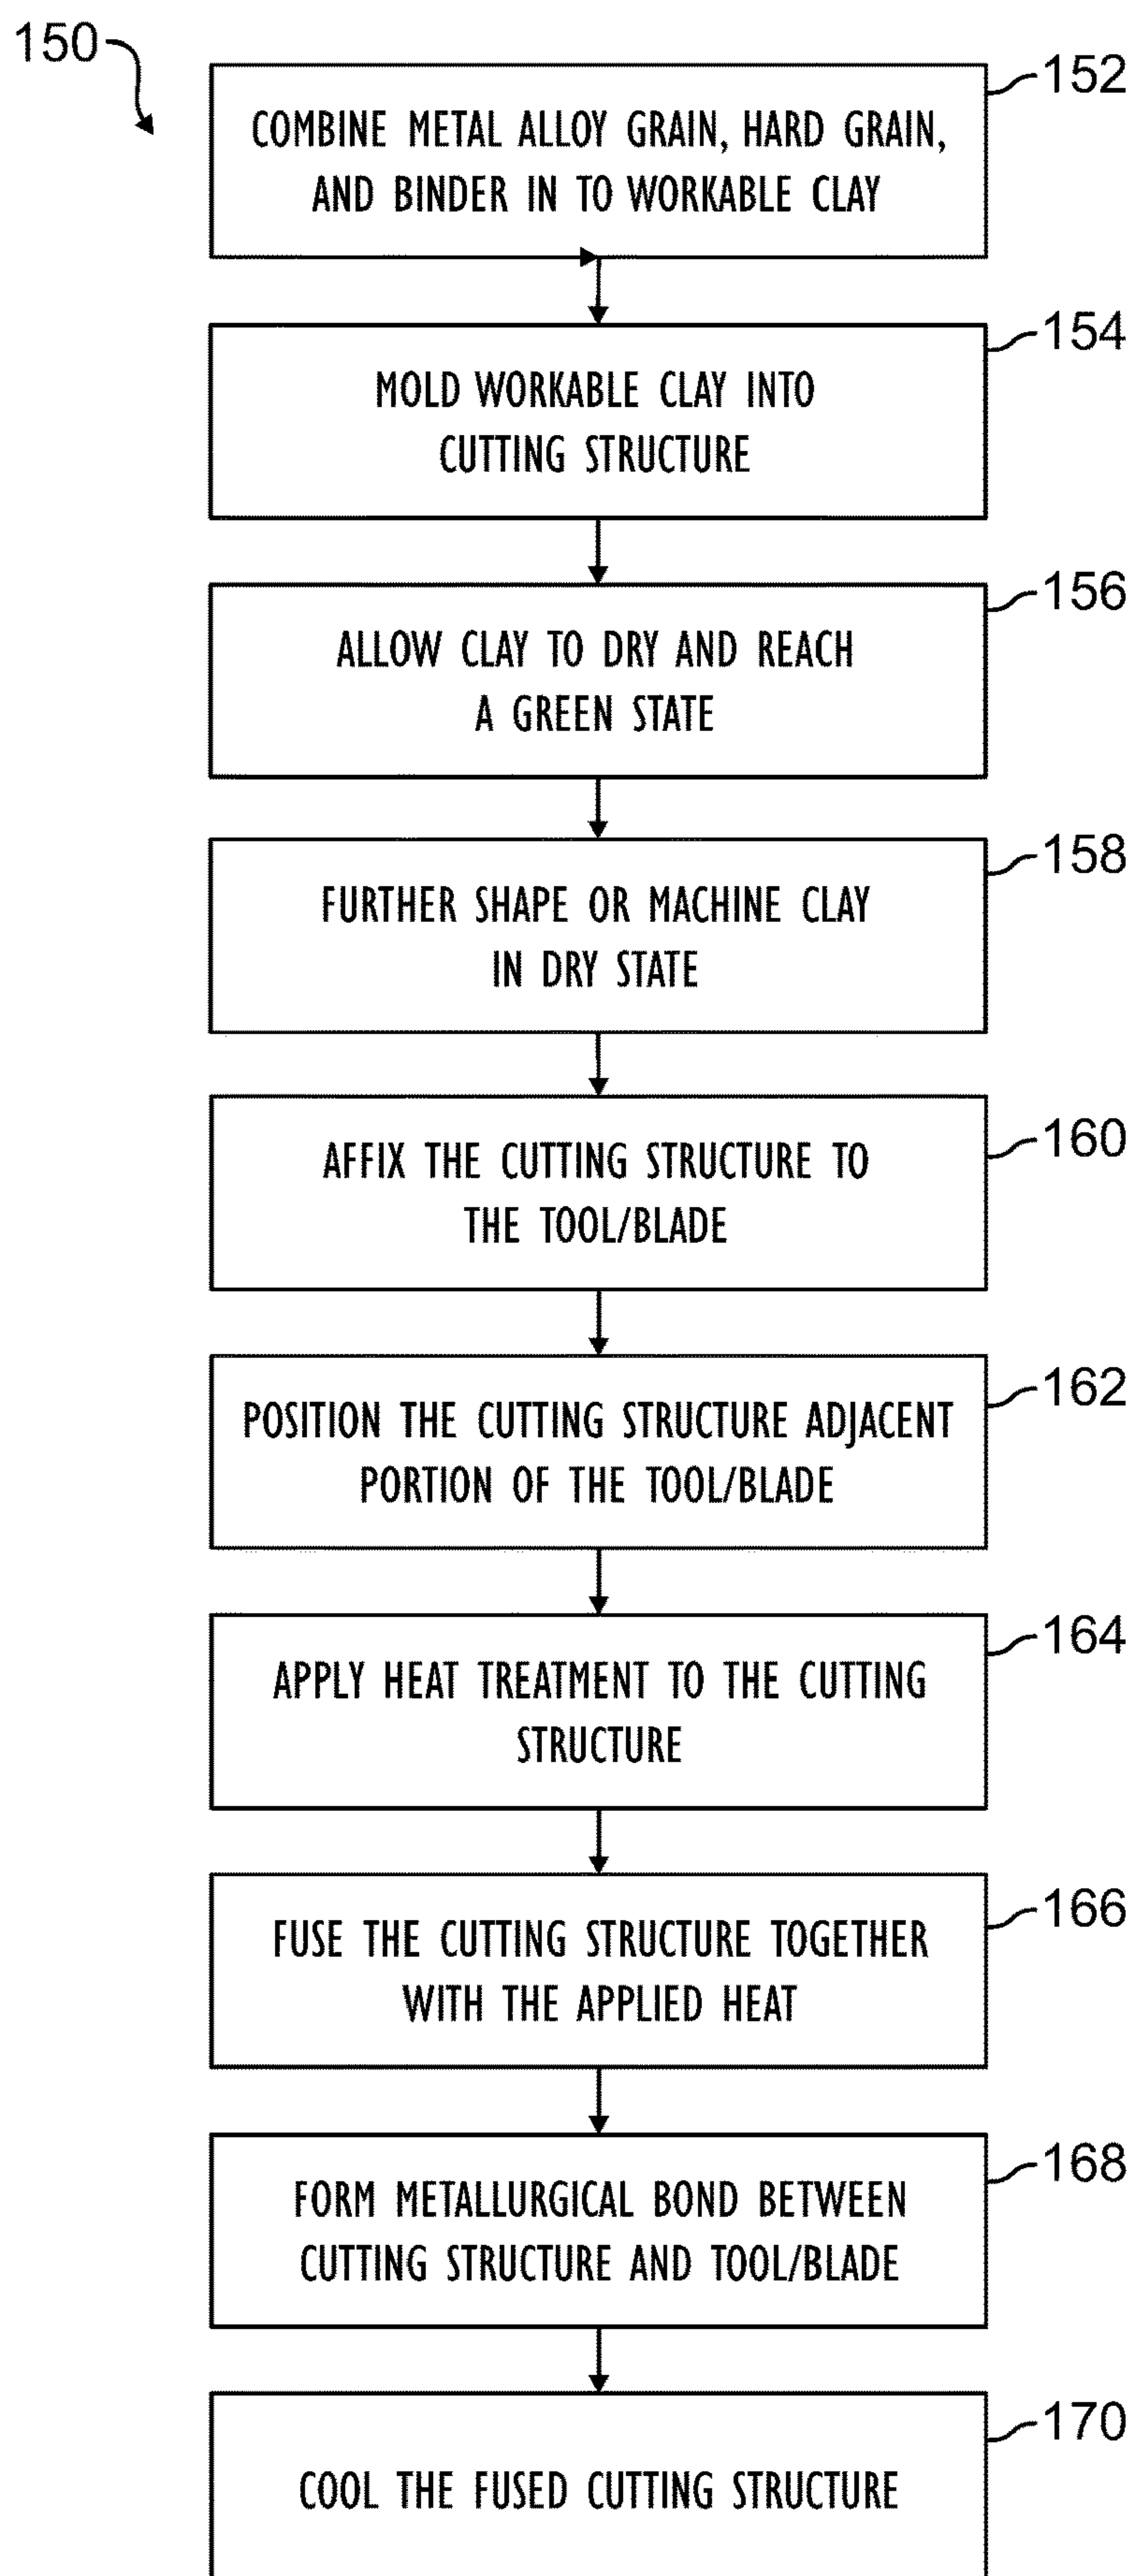 150
152
COMBINE METAL ALLOY GRAIN, HARD GRAIN,
AND BINDER IN TO WORKABLE CLAY
154
MOLD WORKABLE CLAY INTO
CUTTING STRUCTURE
156
ALLOW CLAY TO DRY AND REACH
A GREEN STATE
158
FURTHER SHAPE OR MACHINE CLAY
IN DRY STATE
160
AFFIX THE CUTTING STRUCTURE TO
THE TOOL/BLADE
162
POSITION THE CUTTING STRUCTURE ADJACENT
PORTION OF THE TOOL/BLADE
164
APPLY HEAT TREATMENT TO THE CUTTING
STRUCTURE
166
FUSE THE CUTTING STRUCTURE TOGETHER
WITH THE APPLIED HEAT
168
FORM METALLURGICAL BOND BETWEEN
CUTTING STRUCTURE AND TOOL/BLADE
170
COOL THE FUSED CUTTING STRUCTURE